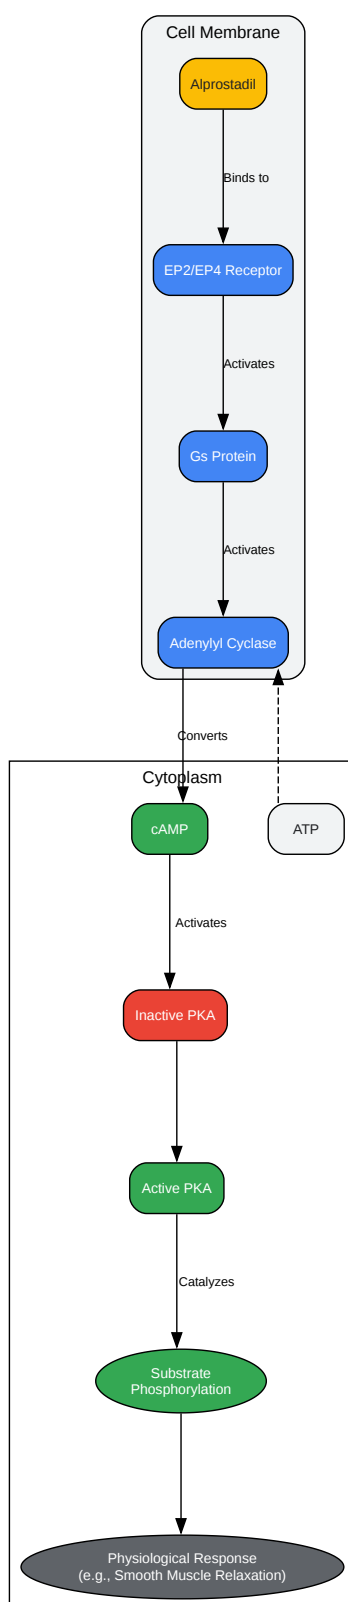 Cell Membrane
Alprostadil
Binds to
EP2/EP4 Receptor
Activates
Gs Protein
Activates
Adenylyl Cyclase
Converts
Cytoplasm
cAMP
ATP
Activates
Inactive PKA
Active PKA
Catalyzes
Substrate
Phosphorylation
Physiological Response
(e.g., Smooth Muscle Relaxation)